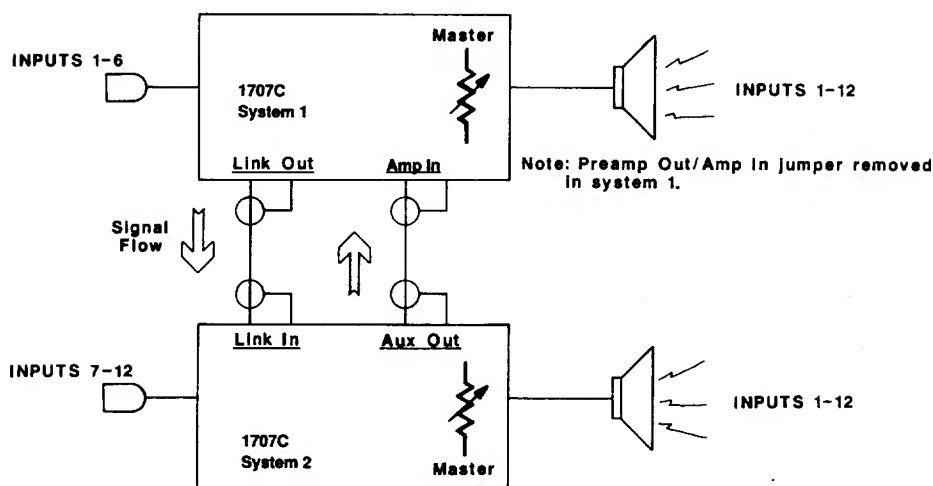 Master
INPUTS 1-6
1707C
System 1
INPUTS 1-12
Link Out
Amp In
Note: Preamp Out/Amp In jumper removed
in system 1.
Signal
Flow
Link In
Aux Out
INPUTS 7-12
INPUTS 1-12
1707C
System 2
Master